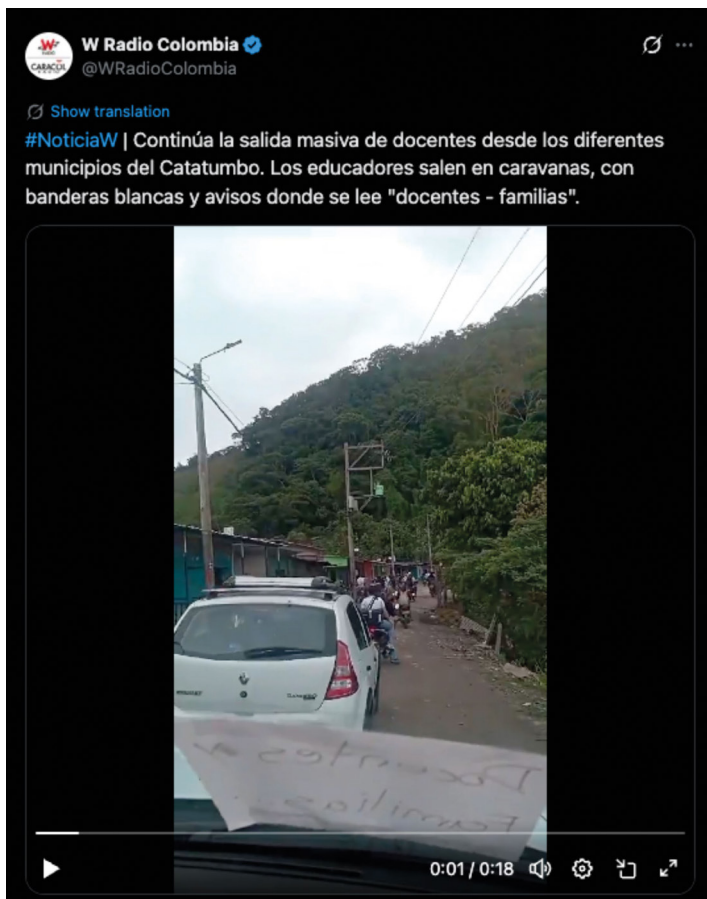 W Radio Colombia
@WRadioColombia
Show translation
#NoticiaW | Continúa la salida masiva de docentes desde los diferentes
municipios del Catatumbo. Los educadores salen en caravanas, con
banderas blancas y avisos donde se lee "docentes - familias".
Docentes
Familias
0:01 / 0:18